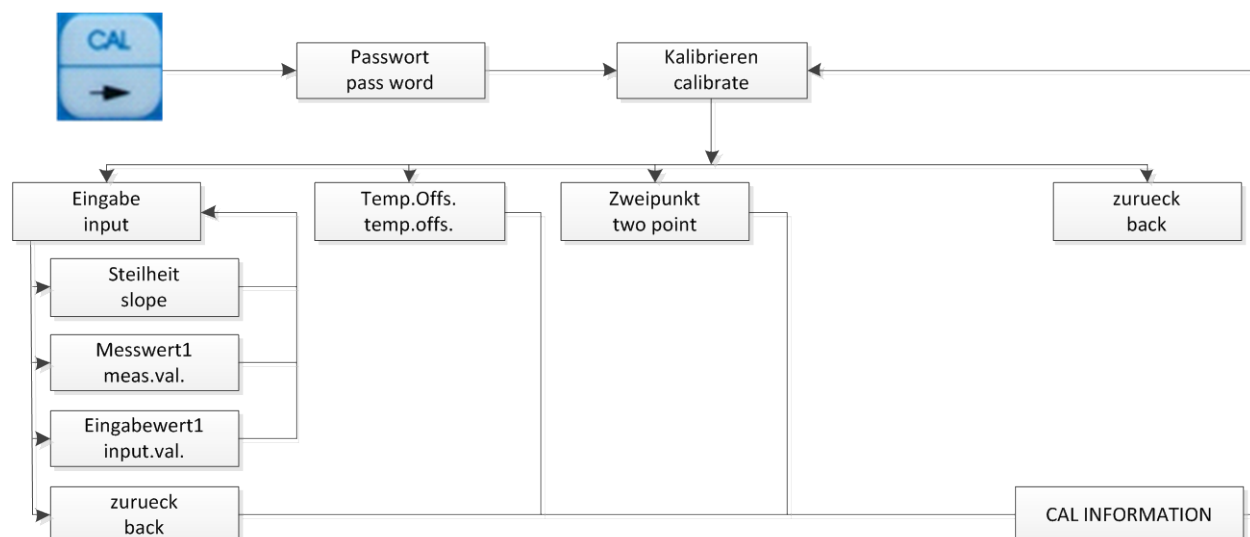 CAL
Passwort
pass word
Kalibrieren
calibrate
Eingabe
input
Temp.Offs.
temp.offs.
Zweipunkt
two point
zurueck
back
Steilheit
slope
Messwert1
meas.val.
Eingabewert1
input.val.
zurueck
back
CAL INFORMATION